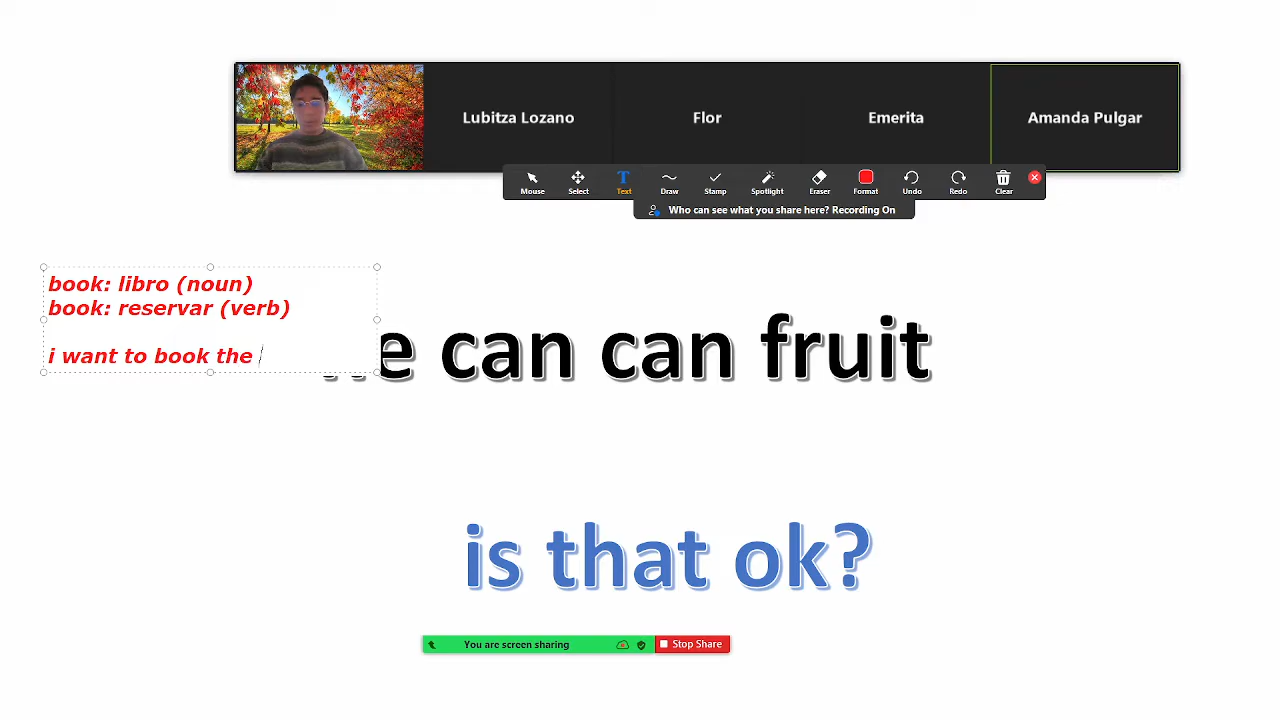 Lubitza Lozano
Flor
Emerita
Amanda Pulgar
Mouse
Select
Text
Draw
Stamp
Spotlight
Eraser
Format
Undo
Redo
Clear
Who can see what you share here? Recording On
book: libro (noun)
book: reservar (verb)
i want to book the
can can fruit
is that ok?
You are screen sharing
Stop Share